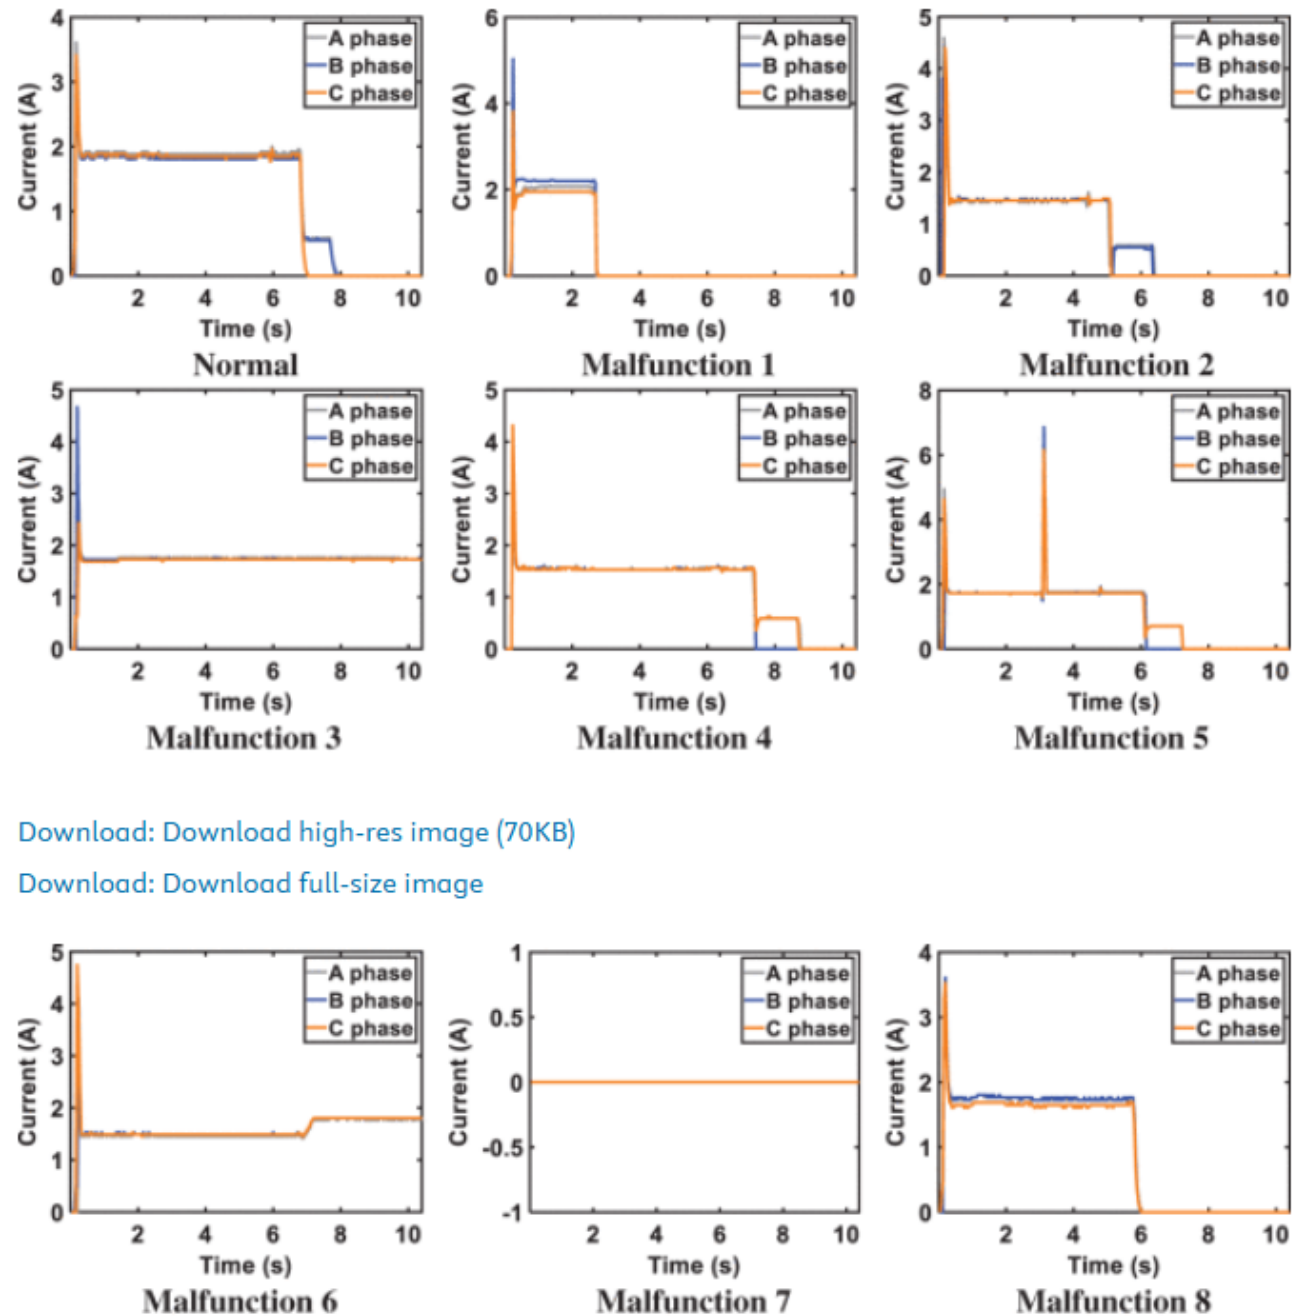 4
3
2
1
0
Current (A)
A phase
B phase
C phase
2 4 6 8 10
Time (s)
Normal
6
4
2
0
Current (A)
A phase
B phase
C phase
2 4 6 8 10
Time (s)
Malfunction 1
5
4
3
2
1
0
Current (A)
A phase
B phase
C phase
2 4 6 8 10
Time (s)
Malfunction 2
5
4
3
2
1
0
Current (A)
A phase
B phase
C phase
2 4 6 8 10
Time (s)
Malfunction 3
5
4
3
2
1
0
Current (A)
A phase
B phase
C phase
2 4 6 8 10
Time (s)
Malfunction 4
8
6
4
2
0
Current (A)
A phase
B phase
C phase
2 4 6 8 10
Time (s)
Malfunction 5
Download: Download high-res image (70KB)
Download: Download full-size image
5
4
3
2
1
0
Current (A)
A phase
B phase
C phase
2 4 6 8 10
Time (s)
Malfunction 6
1
0.5
0
-0.5
-1
Current (A)
A phase
B phase
C phase
2 4 6 8 10
Time (s)
Malfunction 7
4
3
2
1
0
Current (A)
A phase
B phase
C phase
2 4 6 8 10
Time (s)
Malfunction 8